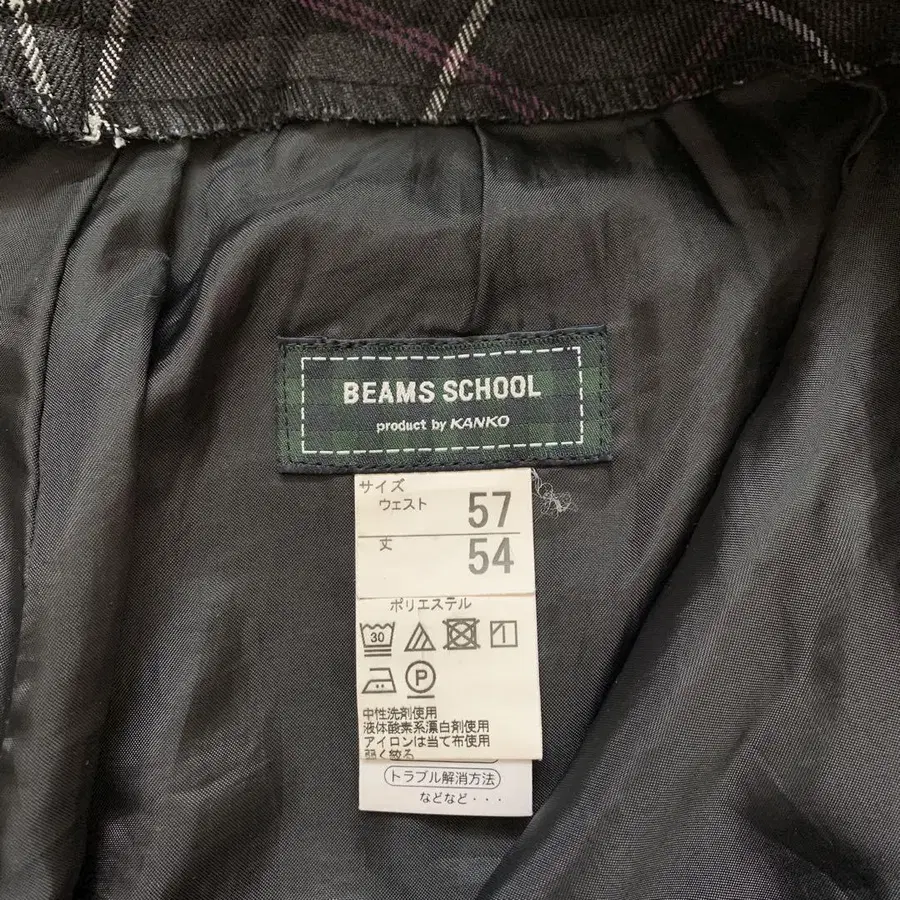 BEAMS SCHOOL
product by KANKO
サイズ
ウェスト 57
丈 54
ポリエステル
30
P
中性洗剤使用
液体酸素系漂白剤使用
アイロンは当て布使用
弱く絞る
トラブル解消方法
などなど・・・